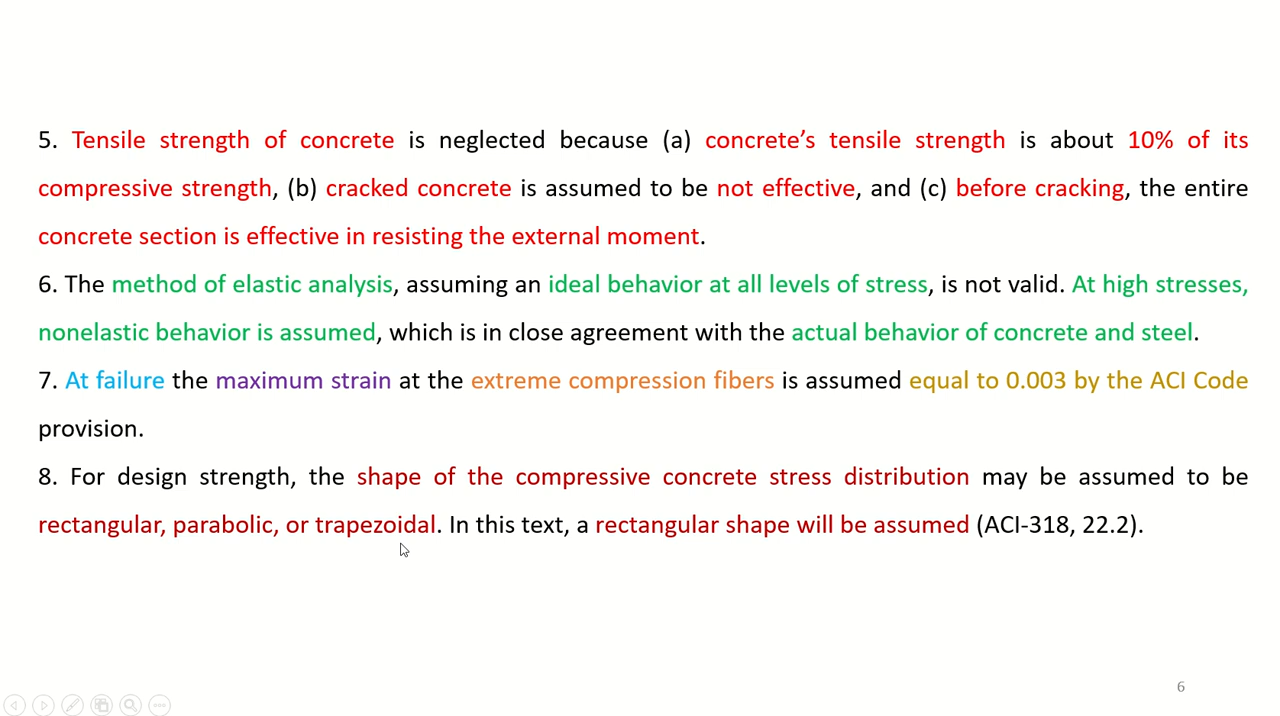 5. Tensile strength of concrete is neglected because (a) concrete’s tensile strength is about 10% of its
compressive strength, (b) cracked concrete is assumed to be not effective, and (c) before cracking, the entire
concrete section is effective in resisting the external moment.
6. The method of elastic analysis, assuming an ideal behavior at all levels of stress, is not valid. At high stresses,
nonelastic behavior is assumed, which is in close agreement with the actual behavior of concrete and steel.
7. At failure the maximum strain at the extreme compression fibers is assumed equal to 0.003 by the ACI Code
provision.
8. For design strength, the shape of the compressive concrete stress distribution may be assumed to be
rectangular, parabolic, or trapezoidal. In this text, a rectangular shape will be assumed (ACI-318, 22.2).
6